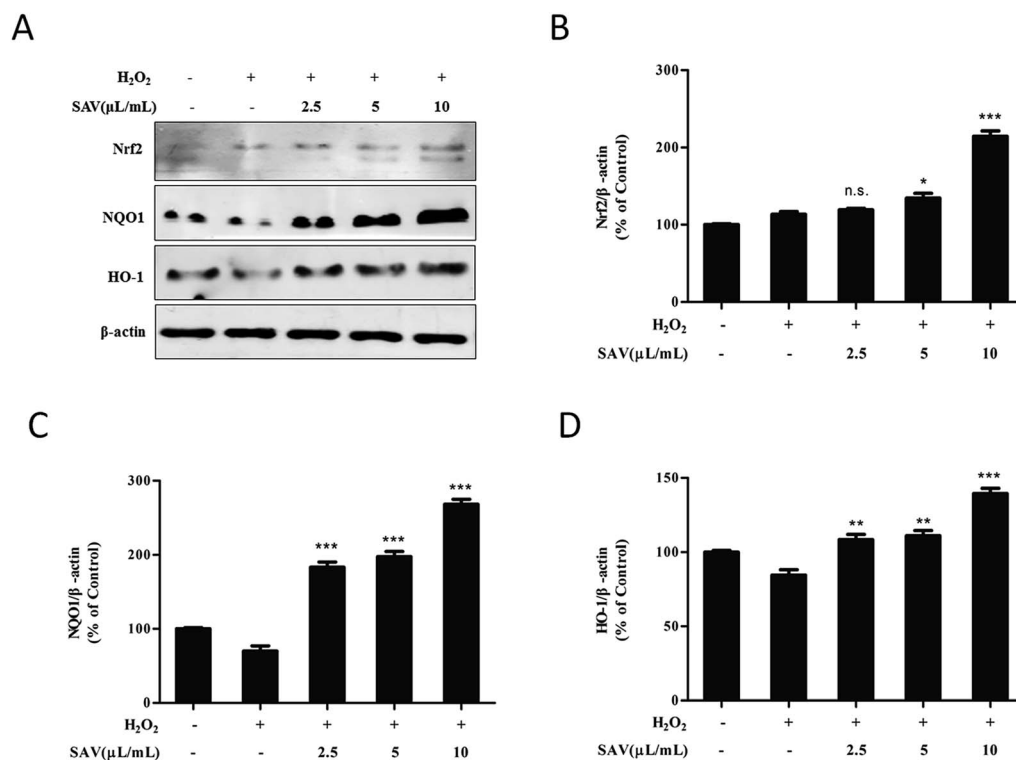 A
H₂O₂ - + + + +
SAV(μL/mL) - - 2.5 5 10
Nrf2
NQO1
HO-1
β-actin
B
Nrf2/β -actin
(% of Control)
300
200
100
0
n.s.
*
***
H₂O₂ - + + + +
SAV(μL/mL) - - 2.5 5 10
C
NQO1/β -actin
(% of Control)
300
200
100
0
***
***
***
H₂O₂ - + + + +
SAV(μL/mL) - - 2.5 5 10
D
HO-1/β -actin
(% of Control)
150
100
50
0
**
**
***
H₂O₂ - + + + +
SAV(μL/mL) - - 2.5 5 10